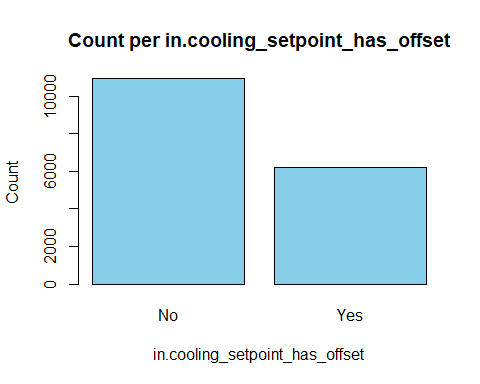 Count per in.cooling_setpoint_has_offset
10000
6000
2000
0
Count
No
Yes
in.cooling_setpoint_has_offset